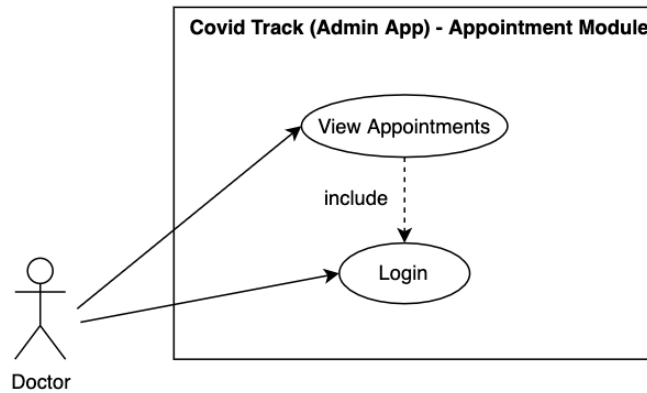 Covid Track (Admin App) - Appointment Module
View Appointments
include
Login
Doctor